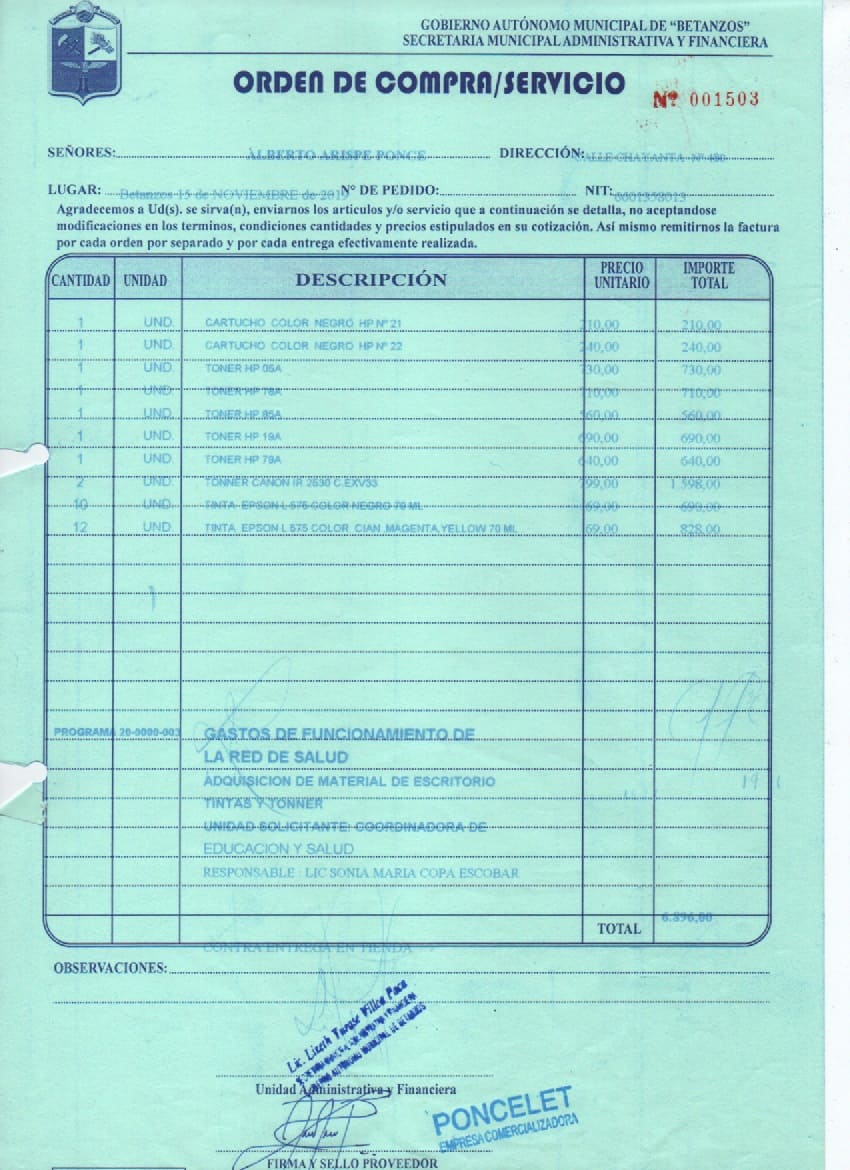 GOBIERNO AUTÓNOMO MUNICIPAL DE “BETANZOS”
SECRETARIA MUNICIPAL ADMINISTRATIVA Y FINANCIERA
ORDEN DE COMPRA/SERVICIO
Nº 001503
SEÑORES: ALBERTO ARISPE PONCE DIRECCIÓN: CALLE CHAYANTA Nº 480
LUGAR: Betanzos 15 de NOVIEMBRE de 2019 N° DE PEDIDO: NIT: 6601358013
Agradecemos a Ud(s). se sirva(n), enviarnos los articulos y/o servicio que a continuación se detalla, no aceptandose
modificaciones en los terminos, condiciones cantidades y precios estipulados en su cotización. Así mismo remitirnos la factura
por cada orden por separado y por cada entrega efectivamente realizada.
CANTIDAD UNIDAD DESCRIPCIÓN PRECIO UNITARIO IMPORTE TOTAL
1 UND. CARTUCHO COLOR NEGRO HP Nº 21 210,00 210,00
1 UND. CARTUCHO COLOR NEGRO HP Nº 22 240,00 240,00
1 UND. TONER HP 05A 730,00 730,00
1 UND. TONER HP 78A 710,00 710,00
1 UND. TONER HP 85A 560,00 560,00
1 UND. TONER HP 19A 690,00 690,00
1 UND. TONER HP 79A 640,00 640,00
2 UND. TONNER CANON IR 2530 C.EXV33 799,00 1 598,00
10 UND. TINTA EPSON L 575 COLOR NEGRO 70 ML 69,00 690,00
12 UND. TINTA EPSON L 575 COLOR CIAN ,MAGENTA,YELLOW 70 ML 69,00 828,00
PROGRAMA 20-0000-003 GASTOS DE FUNCIONAMIENTO DE
LA RED DE SALUD
ADQUISICION DE MATERIAL DE ESCRITORIO
TINTAS Y TONNER
UNIDAD SOLICITANTE: COORDINADORA DE
EDUCACION Y SALUD
RESPONSABLE : LIC SONIA MARIA COPA ESCOBAR
TOTAL 6.896,00
CONTRA ENTREGA EN TIENDA
OBSERVACIONES:
Lic. Lizeth Villca Paca
Unidad Administrativa y Financiera
PONCELET
EMPRESA COMERCIALIZADORA
FIRMA Y SELLO PROVEEDOR